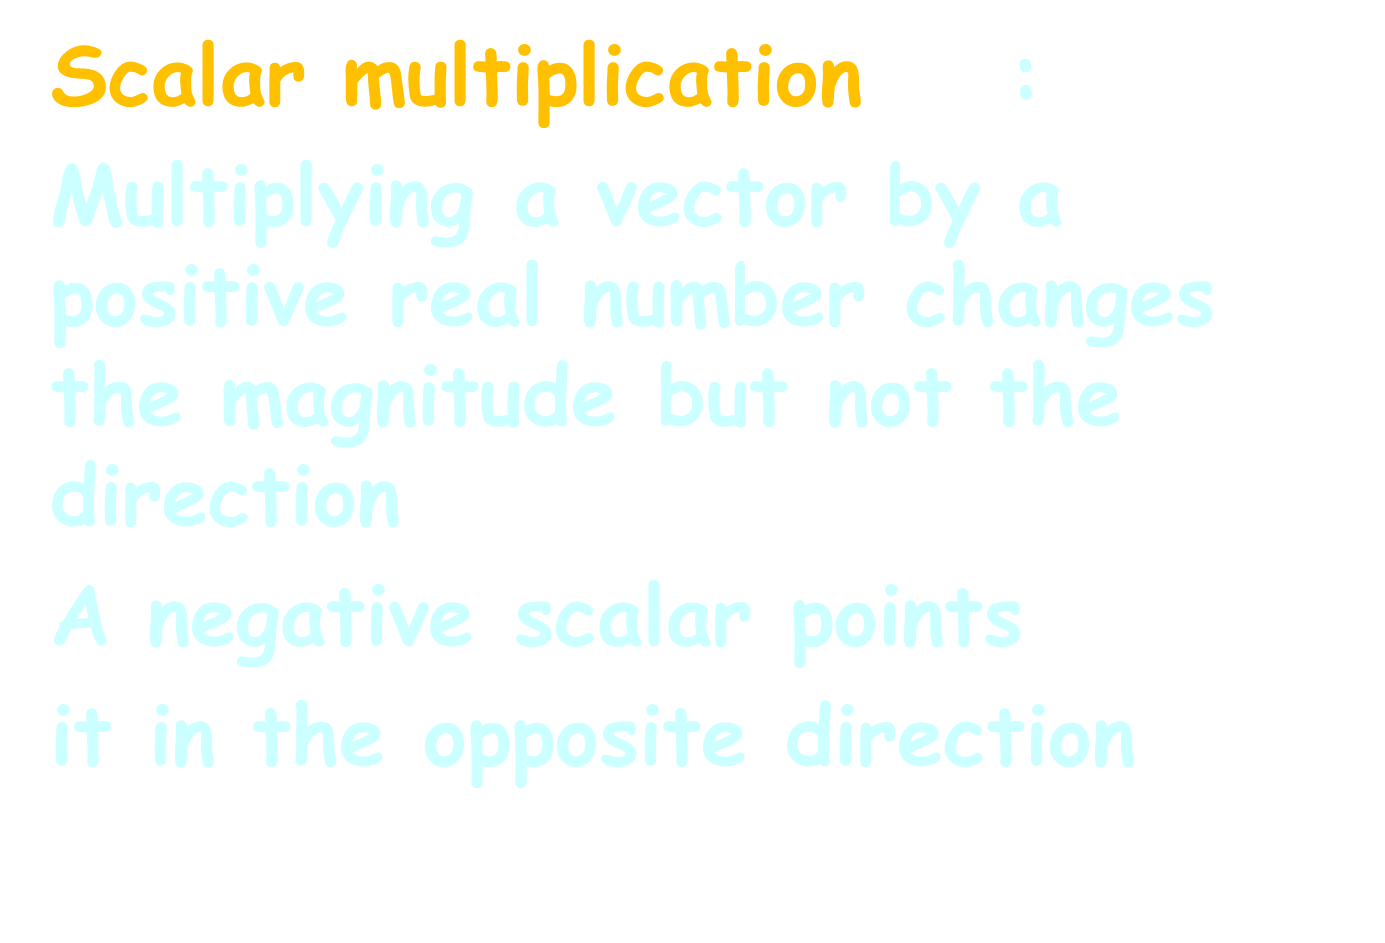 Scalar multiplication :
Multiplying a vector by a
positive real number changes
the magnitude but not the
direction
A negative scalar points
it in the opposite direction